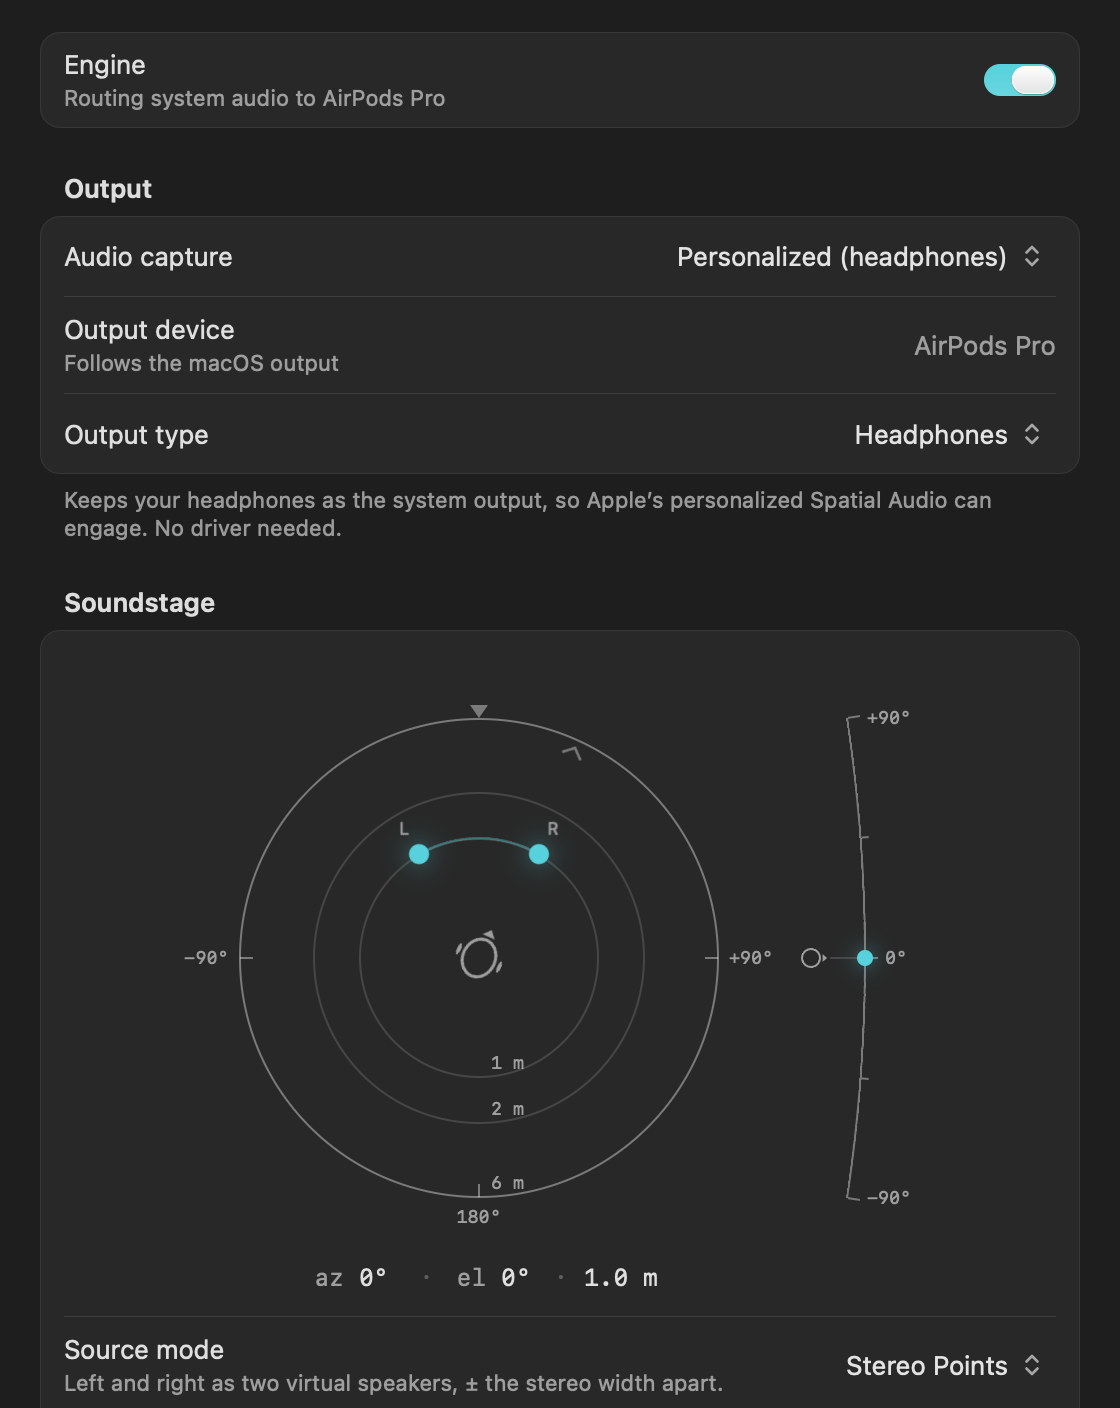 Engine
Routing system audio to AirPods Pro
Output
Audio capture
Personalized (headphones)
Output device
Follows the macOS output
AirPods Pro
Output type
Headphones
Keeps your headphones as the system output, so Apple’s personalized Spatial Audio can
engage. No driver needed.
Soundstage
+90°
L
R
−90°
+90°
0°
1 m
2 m
6 m
180°
−90°
az 0° · el 0° · 1.0 m
Source mode
Left and right as two virtual speakers, ± the stereo width apart.
Stereo Points